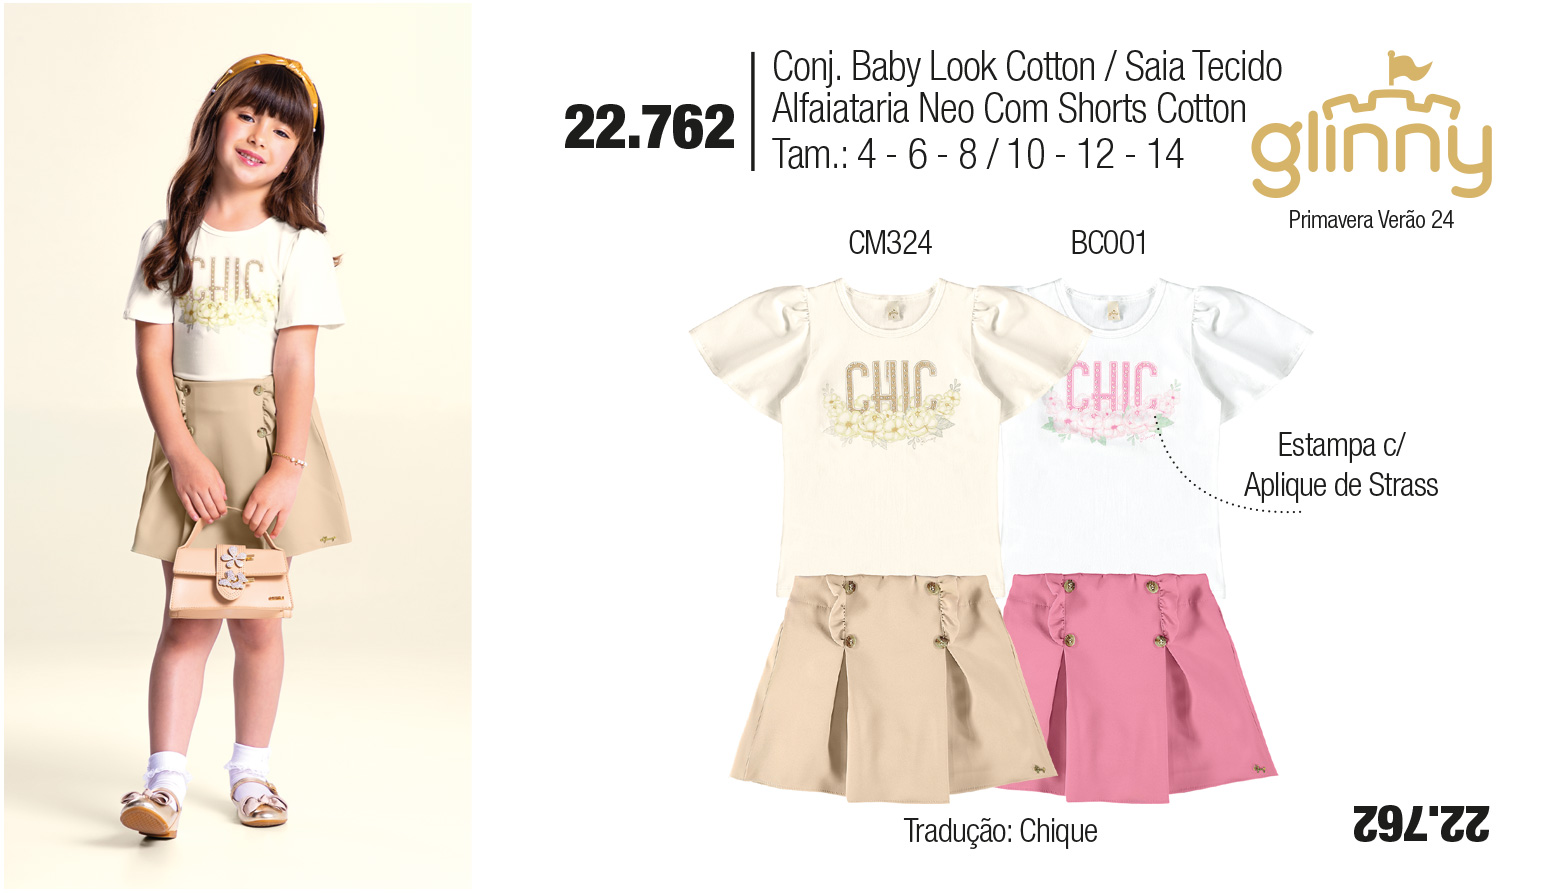 22.762
Conj. Baby Look Cotton / Saia Tecido
Alfaiataria Neo Com Shorts Cotton
Tam.: 4 - 6 - 8 / 10 - 12 - 14
glinny
Primavera Verão 24
CM324
BC001
CHIC
CHIC
CHIC
Estampa c/
Aplique de Strass
Tradução: Chique
22.762